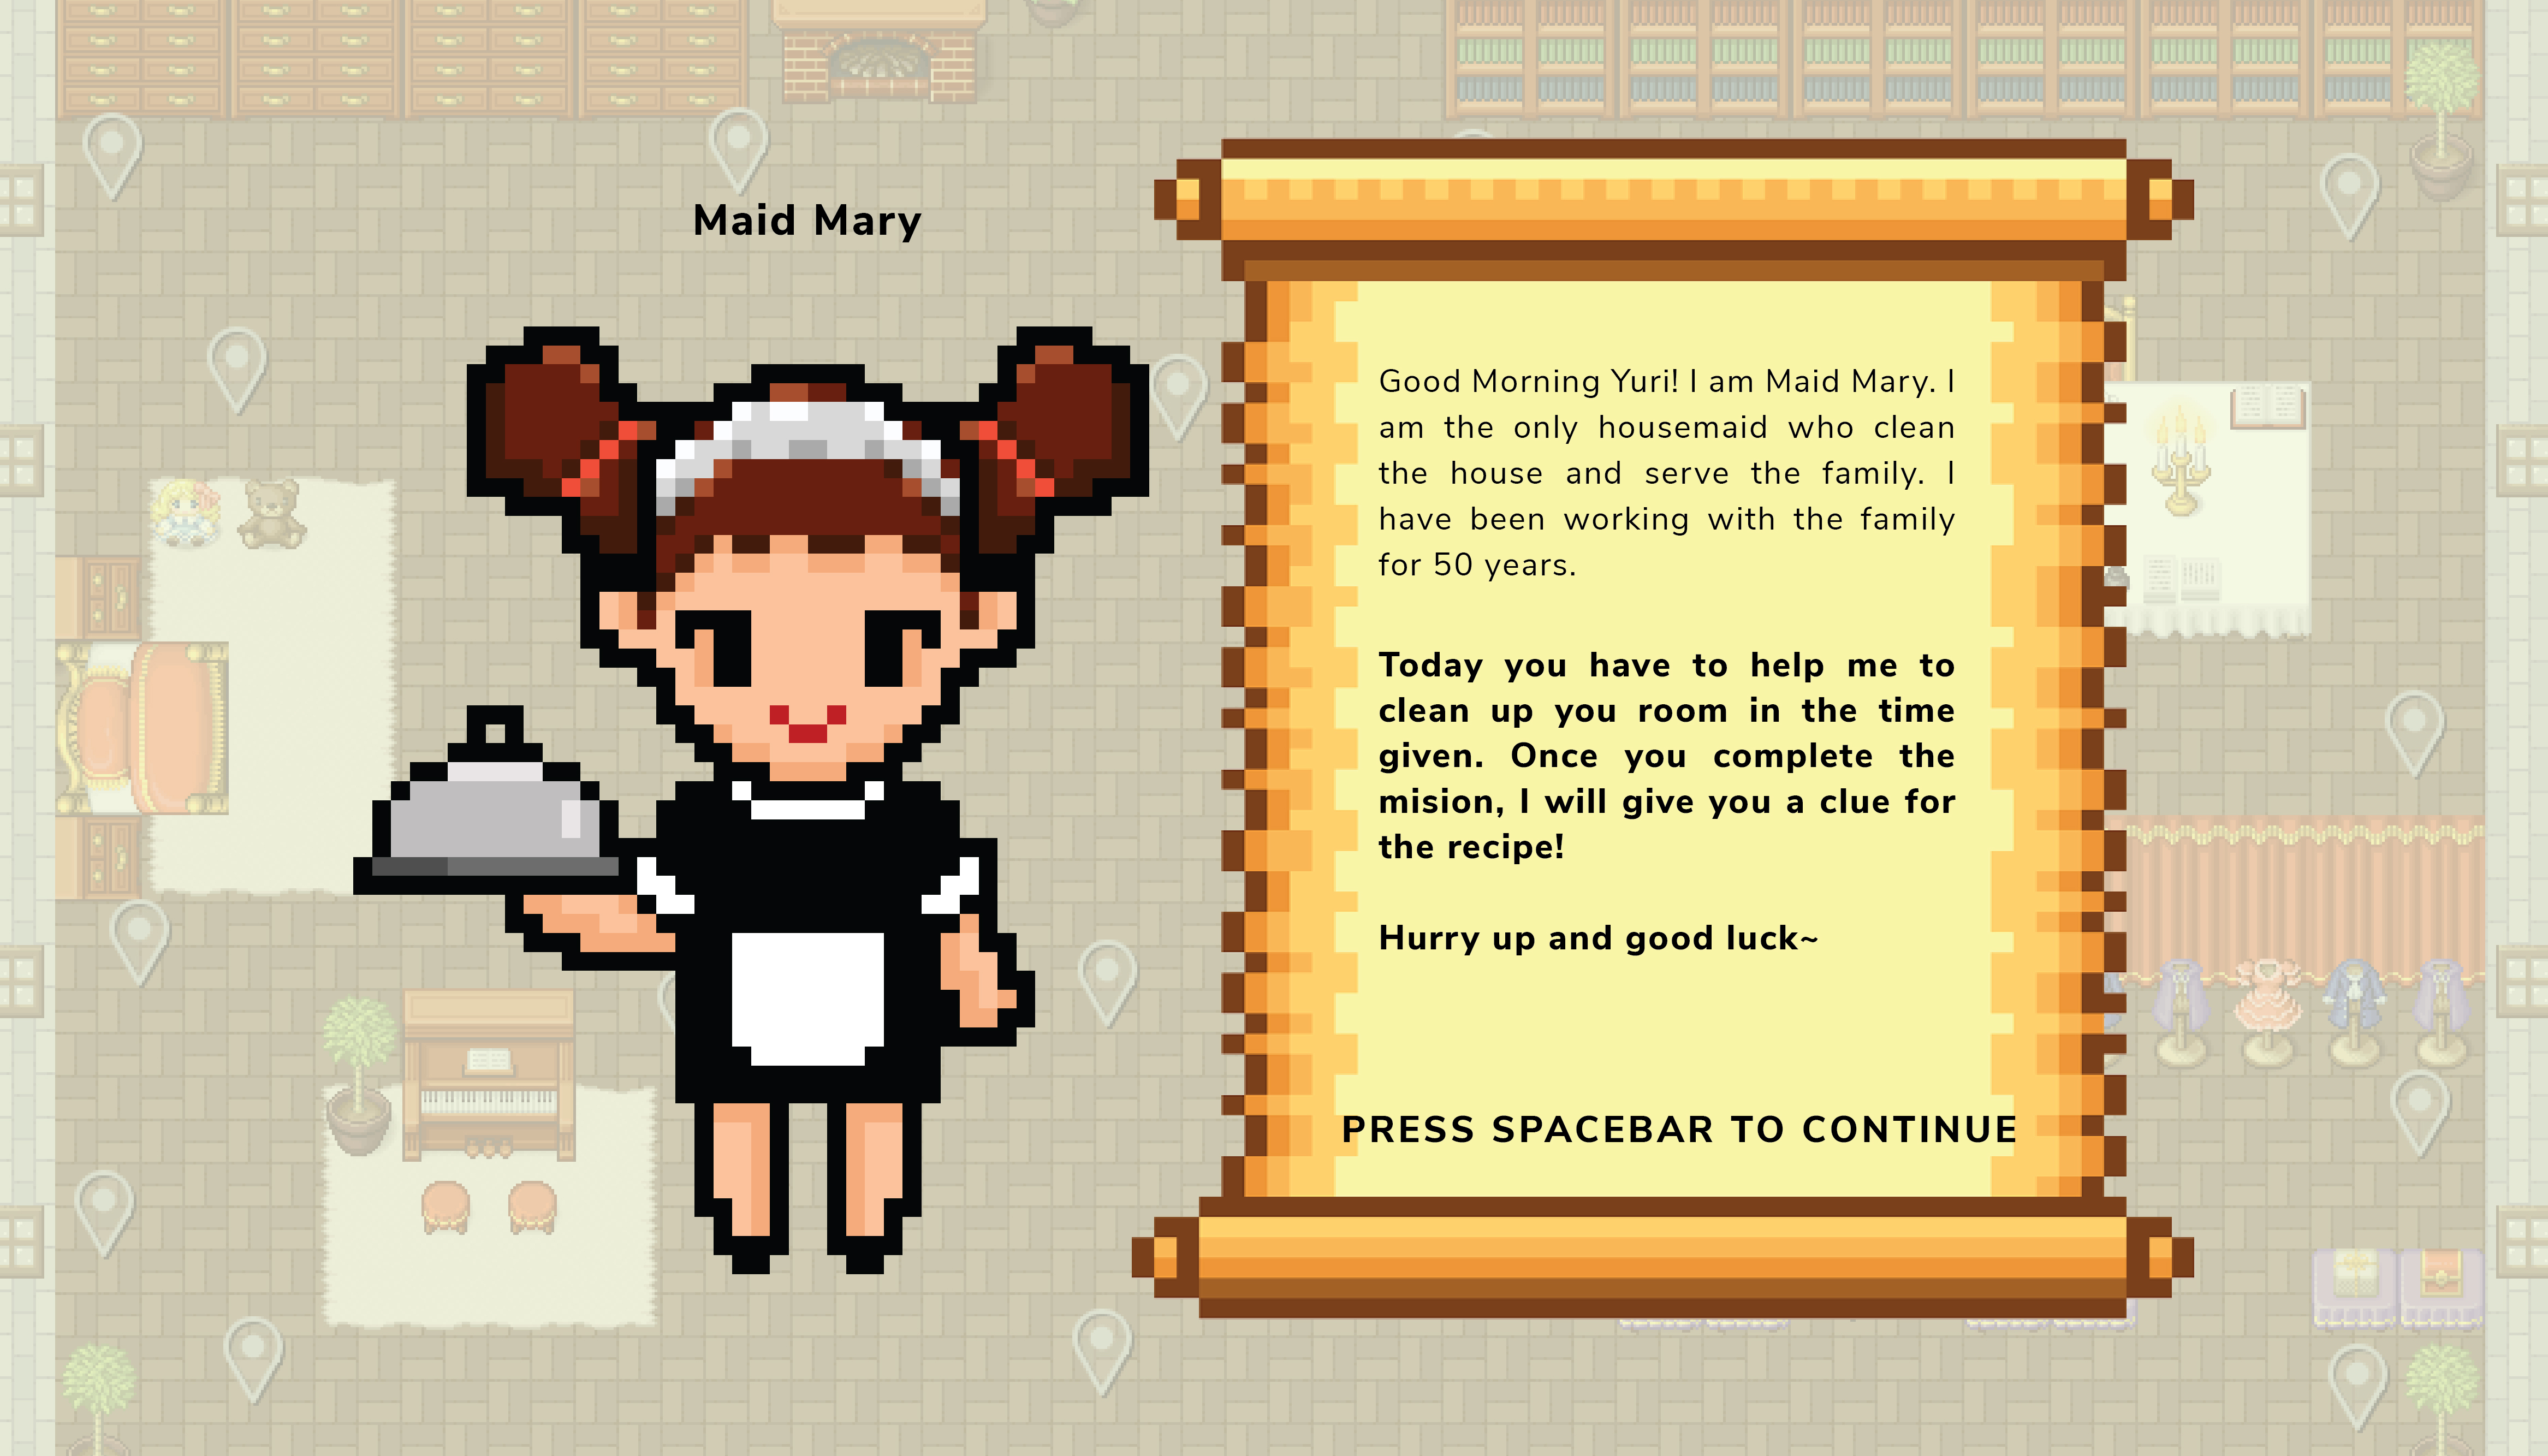 Maid Mary
Good Morning Yuri! I am Maid Mary. I
am the only housemaid who clean
the house and serve the family. I
have been working with the family
for 50 years.
Today you have to help me to
clean up you room in the time
given. Once you complete the
mision, I will give you a clue for
the recipe!
Hurry up and good luck~
PRESS SPACEBAR TO CONTINUE